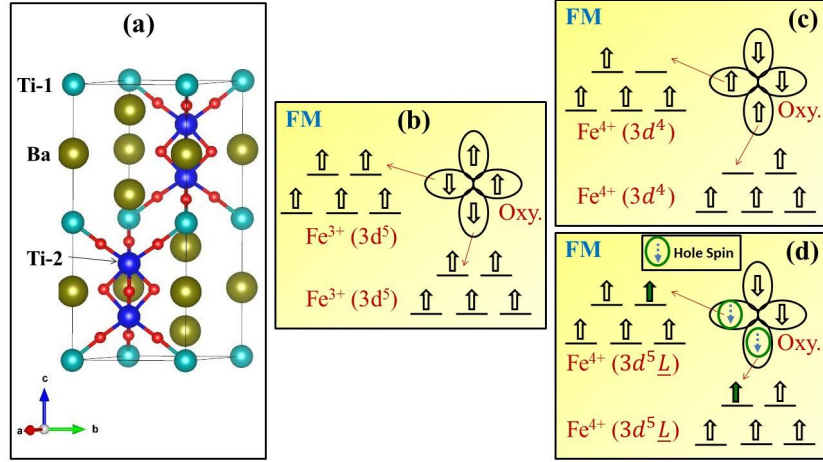 (a)
Ti-1
Ba
Ti-2
c
a
b
FM
(b)
Oxy.
Fe³⁺ (3d⁵)
Fe³⁺ (3d⁵)
FM
(c)
Oxy.
Fe⁴⁺ (3d⁴)
Fe⁴⁺ (3d⁴)
FM
Hole Spin
(d)
Oxy.
Fe⁴⁺ (3d⁵L̲)
Fe⁴⁺ (3d⁵L̲)